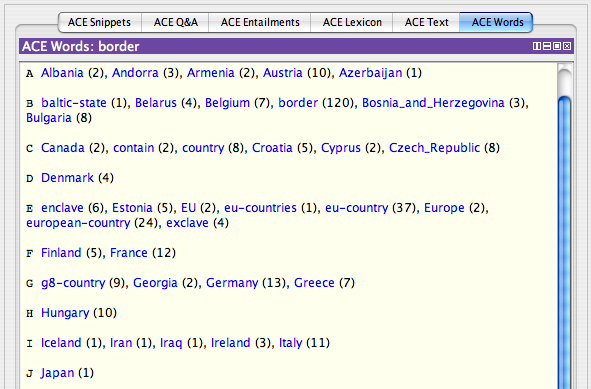 ACE Snippets ACE Q&A ACE Entailments ACE Lexicon ACE Text ACE Words
ACE Words: border
A Albania (2), Andorra (3), Armenia (2), Austria (10), Azerbaijan (1)
B baltic-state (1), Belarus (4), Belgium (7), border (120), Bosnia_and_Herzegovina (3),
Bulgaria (8)
C Canada (2), contain (2), country (8), Croatia (5), Cyprus (2), Czech_Republic (8)
D Denmark (4)
E enclave (6), Estonia (5), EU (2), eu-countries (1), eu-country (37), Europe (2),
european-country (24), exclave (4)
F Finland (5), France (12)
G g8-country (9), Georgia (2), Germany (13), Greece (7)
H Hungary (10)
I Iceland (1), Iran (1), Iraq (1), Ireland (3), Italy (11)
J Japan (1)